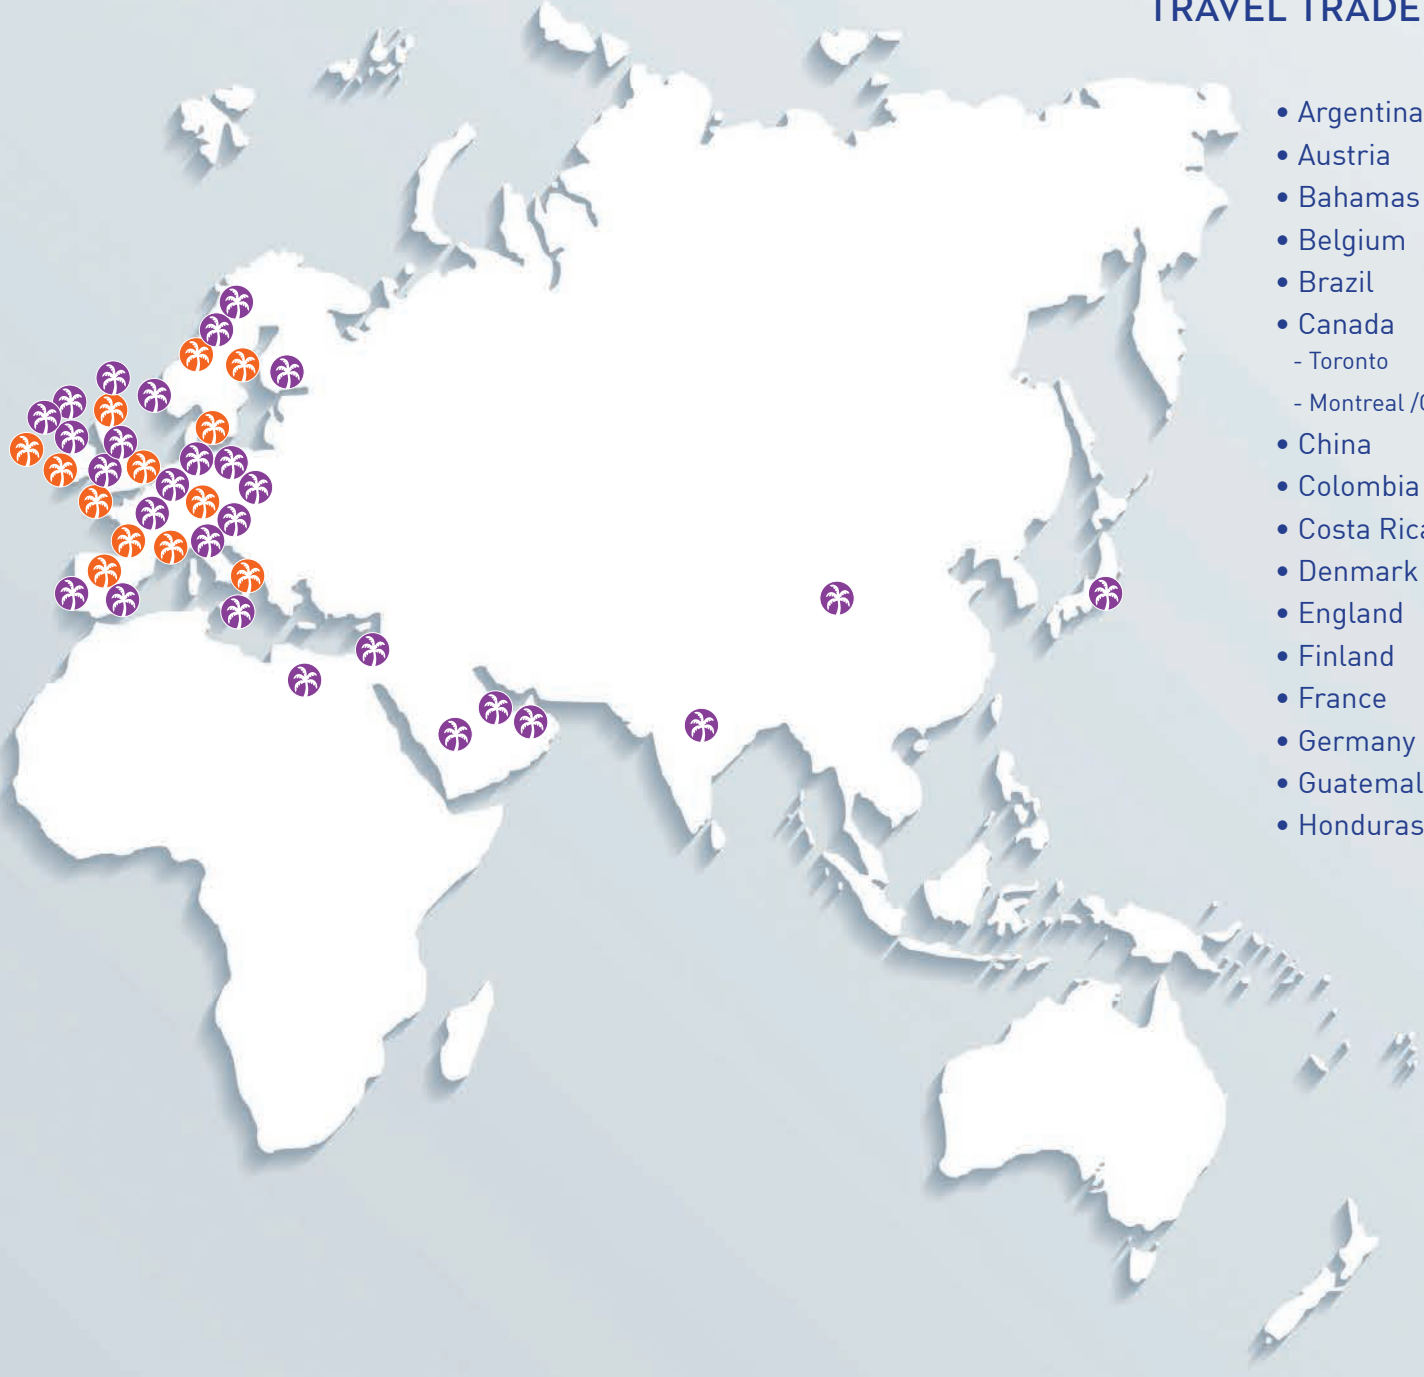 TRAVEL TRADE
• Argentina
• Austria
• Bahamas
• Belgium
• Brazil
• Canada
- Toronto
- Montreal /
• China
• Colombia
• Costa Rica
• Denmark
• England
• Finland
• France
• Germany
• Guatemal
• Honduras